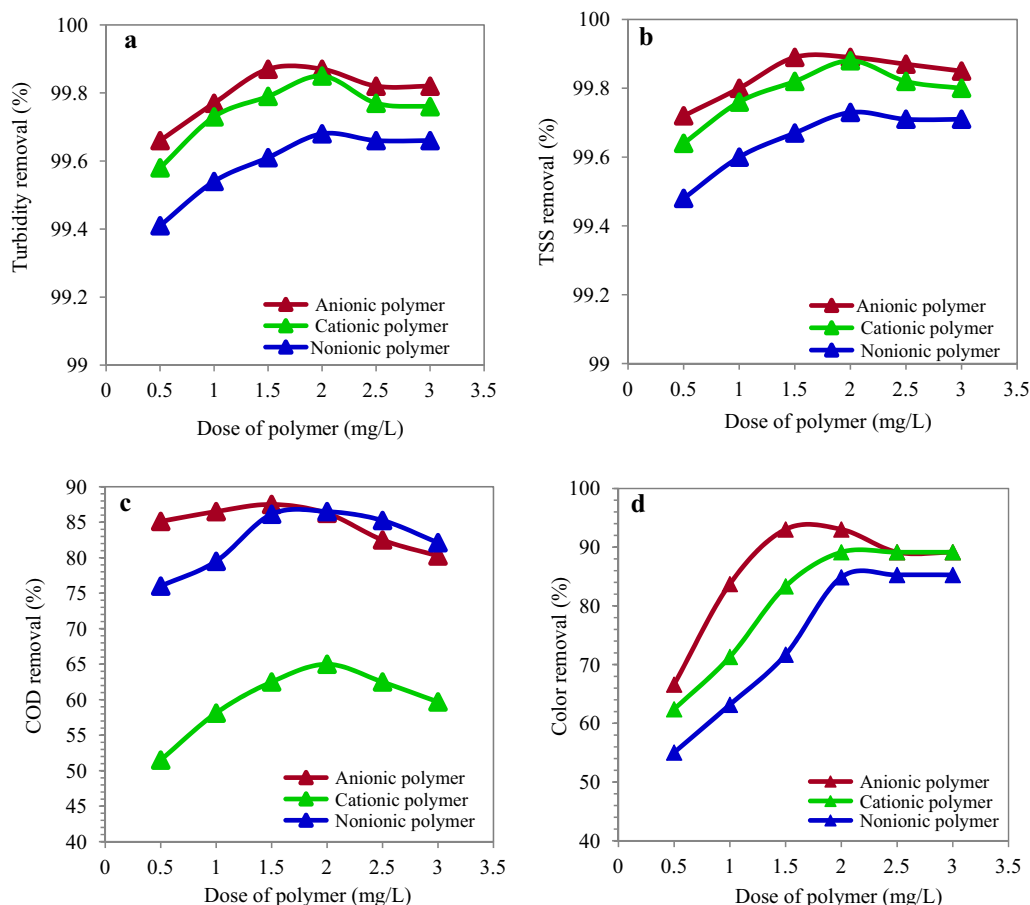 a
Turbidity removal (%)
100
99.8
99.6
99.4
99.2
99
0
0.5
1
1.5
2
2.5
3
3.5
Dose of polymer (mg/L)
Anionic polymer
Cationic polymer
Nonionic polymer
b
TSS removal (%)
100
99.8
99.6
99.4
99.2
99
0
0.5
1
1.5
2
2.5
3
3.5
Dose of polymer (mg/L)
Anionic polymer
Cationic polymer
Nonionic polymer
c
COD removal (%)
90
85
80
75
70
65
60
55
50
45
40
0
0.5
1
1.5
2
2.5
3
3.5
Dose of polymer (mg/L)
Anionic polymer
Cationic polymer
Nonionic polymer
d
Color removal (%)
100
90
80
70
60
50
40
0
0.5
1
1.5
2
2.5
3
3.5
Dose of polymer (mg/L)
Anionic polymer
Cationic polymer
Nonionic polymer